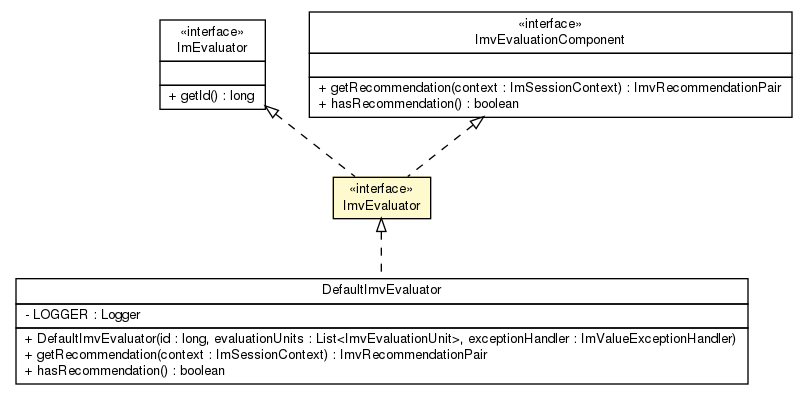 «interface»
ImEvaluator
+ getId() : long
«interface»
ImvEvaluationComponent
+ getRecommendation(context : ImSessionContext) : ImvRecommendationPair
+ hasRecommendation() : boolean
«interface»
ImvEvaluator
DefaultImvEvaluator
- LOGGER : Logger
+ DefaultImvEvaluator(id : long, evaluationUnits : List<ImvEvaluationUnit>, exceptionHandler : ImValueExceptionHandler)
+ getRecommendation(context : ImSessionContext) : ImvRecommendationPair
+ hasRecommendation() : boolean